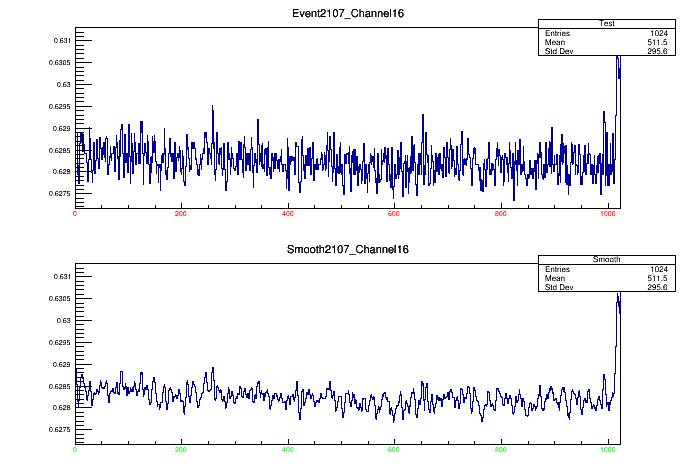 Event2107_Channel16
Test
Entries 1024
Mean 511.5
Std Dev 295.6
0.631
0.6305
0.63
0.6295
0.629
0.6285
0.628
0.6275
0 200 400 600 800 1000
Smooth2107_Channel16
Smooth
Entries 1024
Mean 511.5
Std Dev 295.6
0.631
0.6305
0.63
0.6295
0.629
0.6285
0.628
0.6275
0 200 400 600 800 1000